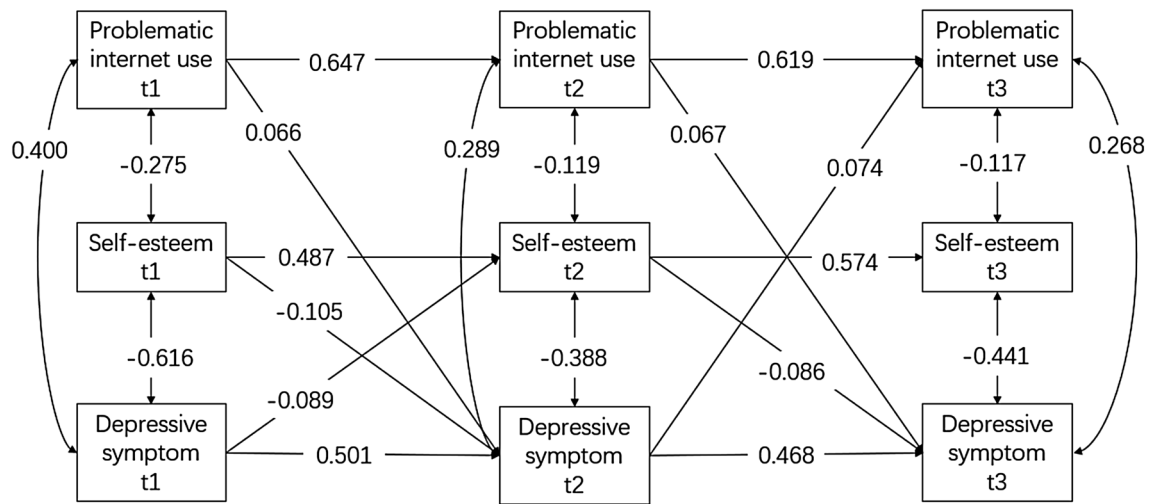 Problematic
internet use
t1
Problematic
internet use
t2
Problematic
internet use
t3
0.647
0.619
0.066
0.067
0.400
-0.275
0.289
-0.119
0.074
-0.117
0.268
Self-esteem
t1
Self-esteem
t2
Self-esteem
t3
0.487
0.574
-0.105
-0.616
-0.388
-0.086
-0.441
-0.089
Depressive
symptom
t1
Depressive
symptom
t2
Depressive
symptom
t3
0.501
0.468